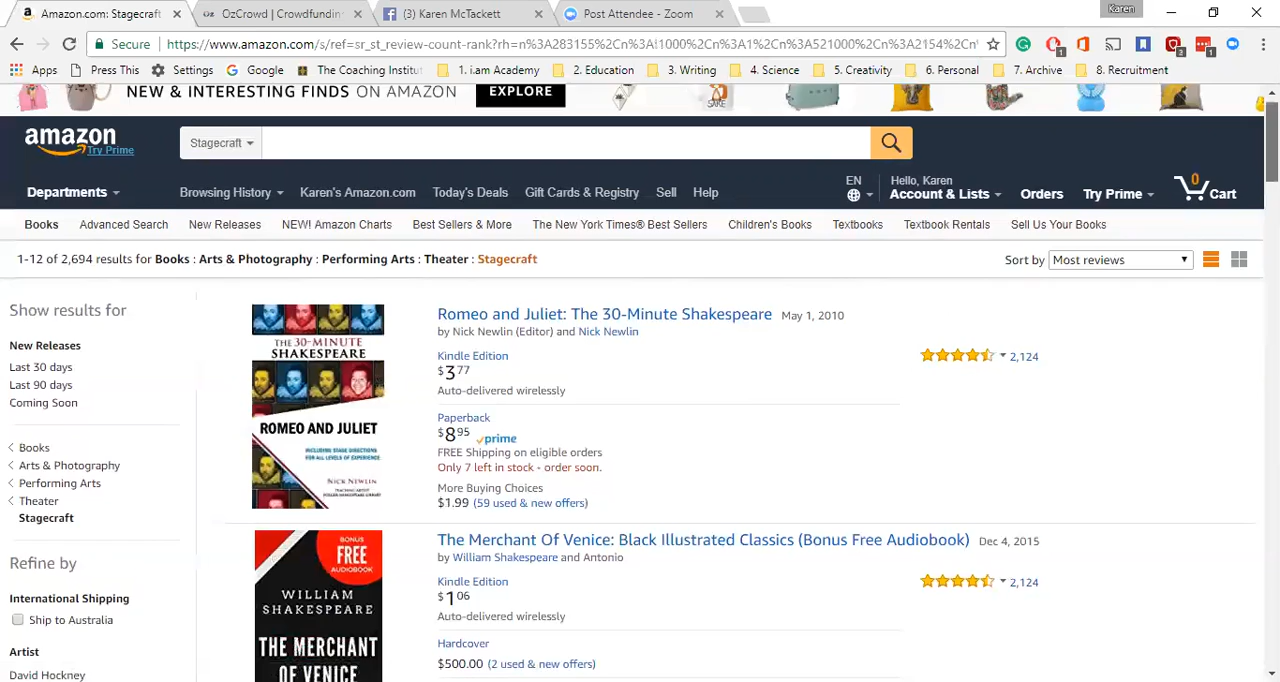 Amazon.com: Stagecraft
OzCrowd | Crowdfundin
(3) Karen McTackett
Post Attendee - Zoom
Karen
Secure
https://www.amazon.com/s/ref=sr_st_review-count-rank?rh=n%3A283155%2Cn%3A!1000%2Cn%3A1%2Cn%3A521000%2Cn%3A2154%2Cn
Apps
Press This
Settings
Google
The Coaching Institu
1. i.am Academy
2. Education
3. Writing
4. Science
5. Creativity
6. Personal
7. Archive
8. Recruitment
NEW & INTERESTING FINDS ON AMAZON
EXPLORE
amazon
Try Prime
Stagecraft
Departments
Browsing History
Karen's Amazon.com
Today's Deals
Gift Cards & Registry
Sell
Help
EN
Hello, Karen
Account & Lists
Orders
Try Prime
0
Cart
Books
Advanced Search
New Releases
NEW! Amazon Charts
Best Sellers & More
The New York Times® Best Sellers
Children's Books
Textbooks
Textbook Rentals
Sell Us Your Books
1-12 of 2,694 results for Books : Arts & Photography : Performing Arts : Theater : Stagecraft
Sort by
Most reviews
Show results for
New Releases
Last 30 days
Last 90 days
Coming Soon
Books
Arts & Photography
Performing Arts
Theater
Stagecraft
Refine by
International Shipping
Ship to Australia
Artist
David Hockney
THE 30-MINUTE
SHAKESPEARE
ROMEO AND JULIET
INCLUDING STAGE DIRECTIONS
FOR ALL LEVELS OF EXPERIENCE
NICK NEWLIN
Romeo and Juliet: The 30-Minute Shakespeare May 1, 2010
by Nick Newlin (Editor) and Nick Newlin
Kindle Edition
$3.77
Auto-delivered wirelessly
Paperback
$8.95 prime
FREE Shipping on eligible orders
Only 7 left in stock - order soon.
More Buying Choices
$1.99 (59 used & new offers)
2,124
BONUS
FREE
AUDIOBOOK
WILLIAM
SHAKESPEARE
THE MERCHANT
OF VENICE
The Merchant Of Venice: Black Illustrated Classics (Bonus Free Audiobook) Dec 4, 2015
by William Shakespeare and Antonio
Kindle Edition
$1.06
Auto-delivered wirelessly
Hardcover
$500.00 (2 used & new offers)
2,124